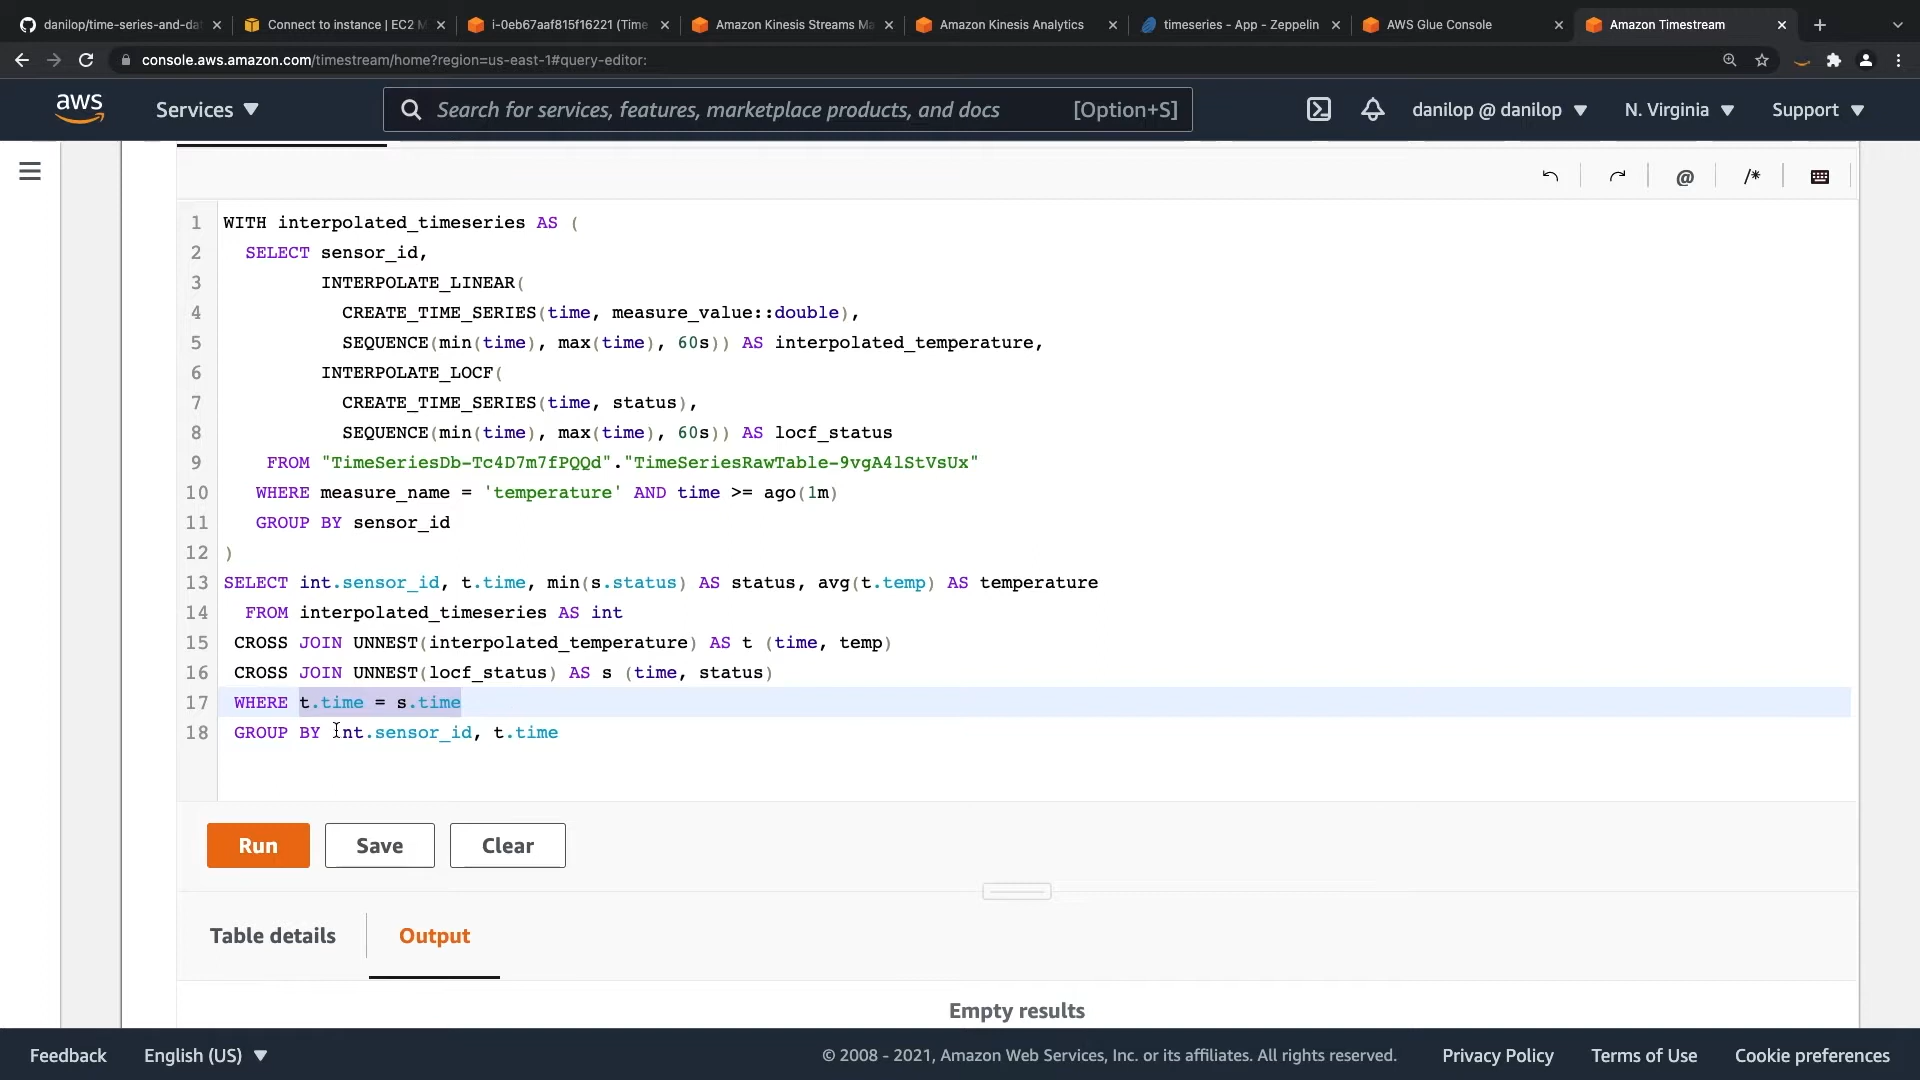 danilop/time-series-and-da
Connect to instance | EC2 M
i-0eb67aaf815f16221 (Time
Amazon Kinesis Streams Ma
Amazon Kinesis Analytics
timeseries - App - Zeppelin
AWS Glue Console
Amazon Timestream
console.aws.amazon.com/timestream/home?region=us-east-1#query-editor:
aws
Services
Search for services, features, marketplace products, and docs
[Option+S]
danilop @ danilop
N. Virginia
Support
@
/*
1 WITH interpolated_timeseries AS (
2 SELECT sensor_id,
3 INTERPOLATE_LINEAR(
4 CREATE_TIME_SERIES(time, measure_value::double),
5 SEQUENCE(min(time), max(time), 60s)) AS interpolated_temperature,
6 INTERPOLATE_LOCF(
7 CREATE_TIME_SERIES(time, status),
8 SEQUENCE(min(time), max(time), 60s)) AS locf_status
9 FROM "TimeSeriesDb-Tc4D7m7fPQQd"."TimeSeriesRawTable-9vgA4lStVsUx"
10 WHERE measure_name = 'temperature' AND time >= ago(1m)
11 GROUP BY sensor_id
12 )
13 SELECT int.sensor_id, t.time, min(s.status) AS status, avg(t.temp) AS temperature
14 FROM interpolated_timeseries AS int
15 CROSS JOIN UNNEST(interpolated_temperature) AS t (time, temp)
16 CROSS JOIN UNNEST(locf_status) AS s (time, status)
17 WHERE t.time = s.time
18 GROUP BY int.sensor_id, t.time
Run
Save
Clear
Table details
Output
Empty results
Feedback
English (US)
© 2008 - 2021, Amazon Web Services, Inc. or its affiliates. All rights reserved.
Privacy Policy
Terms of Use
Cookie preferences